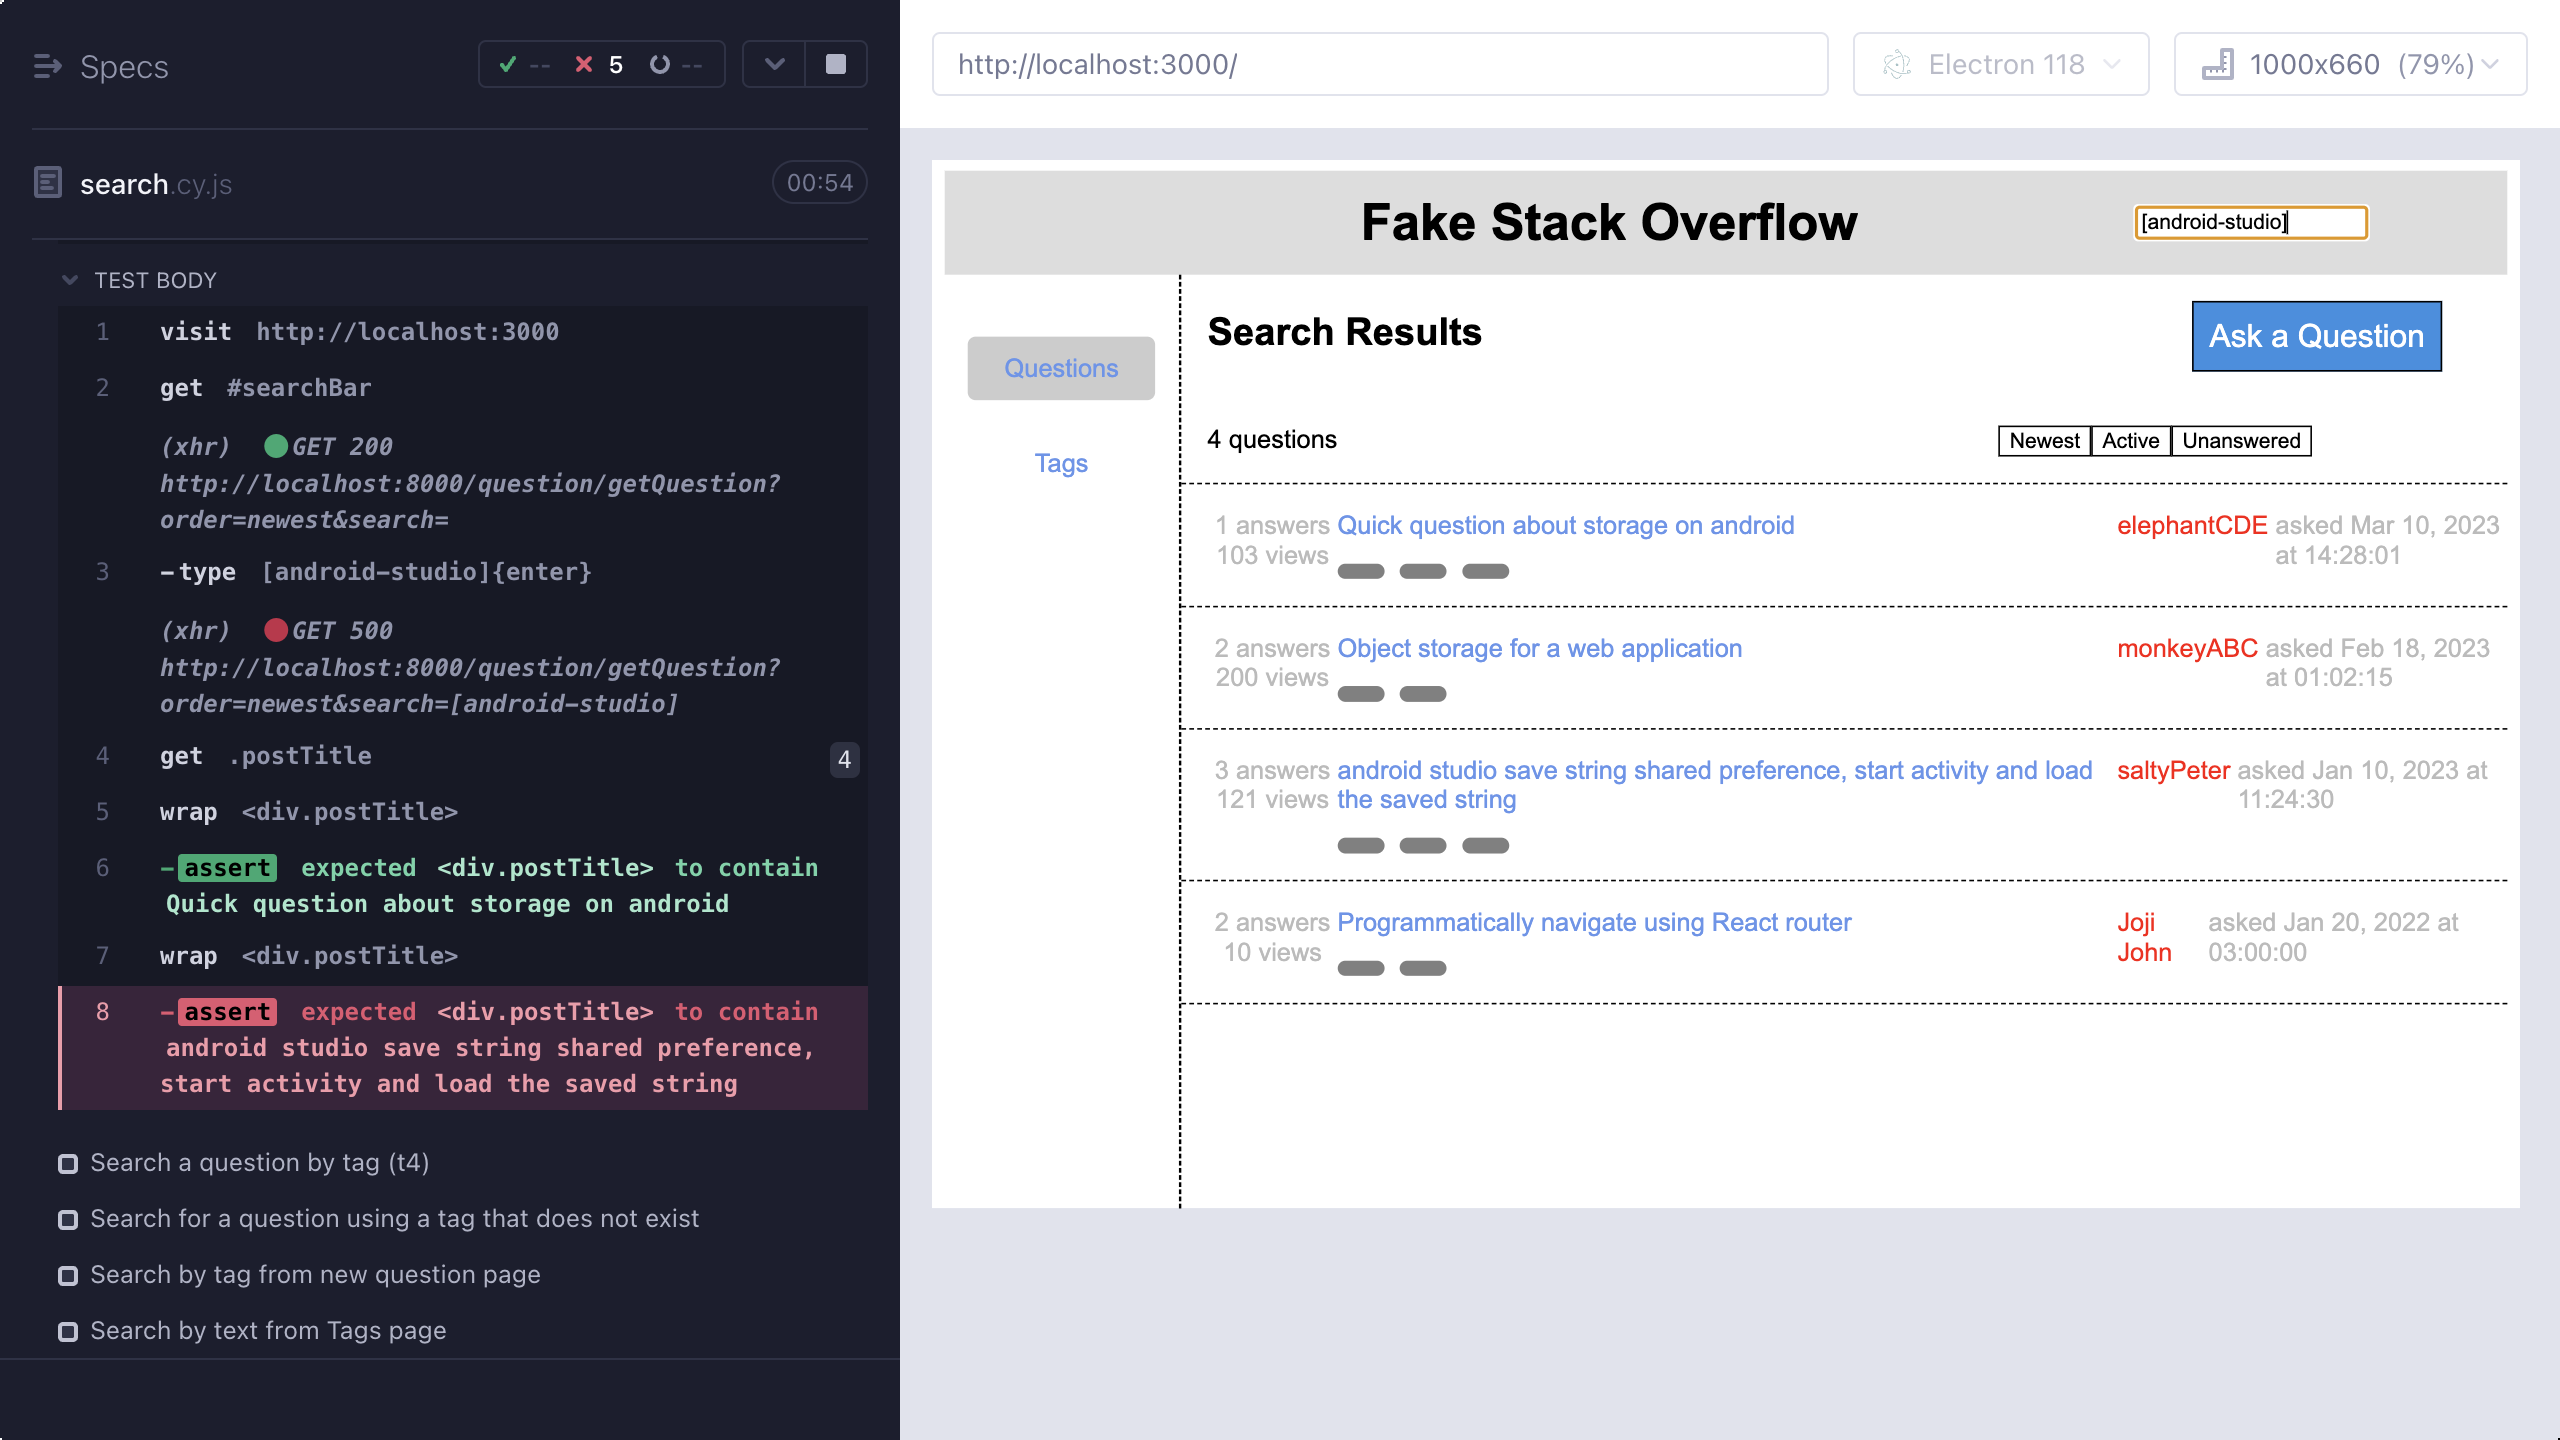 Specs
-- 5 --
search.cy.js
00:54
TEST BODY
1 visit http://localhost:3000
2 get #searchBar
(xhr) GET 200
http://localhost:8000/question/getQuestion?
order=newest&search=
3 -type [android-studio]{enter}
(xhr) GET 500
http://localhost:8000/question/getQuestion?
order=newest&search=[android-studio]
4 get .postTitle 4
5 wrap <div.postTitle>
6 -assert expected <div.postTitle> to contain
Quick question about storage on android
7 wrap <div.postTitle>
8 -assert expected <div.postTitle> to contain
android studio save string shared preference,
start activity and load the saved string
Search a question by tag (t4)
Search for a question using a tag that does not exist
Search by tag from new question page
Search by text from Tags page
http://localhost:3000/
Electron 118
1000x660 (79%)
Fake Stack Overflow
[android-studio]
Questions
Tags
Search Results
Ask a Question
4 questions
Newest Active Unanswered
1 answers Quick question about storage on android elephantCDE asked Mar 10, 2023
103 views at 14:28:01
2 answers Object storage for a web application monkeyABC asked Feb 18, 2023
200 views at 01:02:15
3 answers android studio save string shared preference, start activity and load saltyPeter asked Jan 10, 2023 at
121 views the saved string 11:24:30
2 answers Programmatically navigate using React router Joji asked Jan 20, 2022 at
10 views John 03:00:00